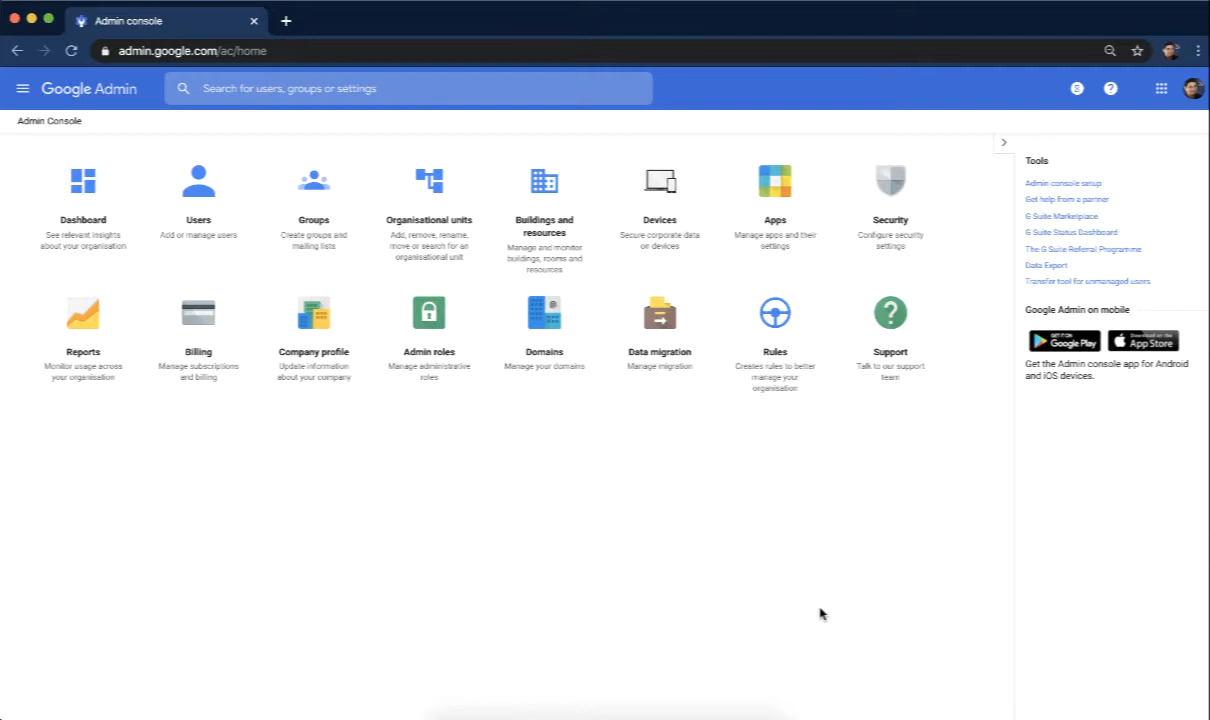 Admin console
admin.google.com/ac/home
Google Admin
Search for users, groups or settings
Admin Console
Dashboard
See relevant insights
about your organisation
Users
Add or manage users
Groups
Create groups and
mailing lists
Organisational units
Add, remove, rename,
move or search for an
organisational unit
Buildings and
resources
Manage and monitor
buildings, rooms and
resources
Devices
Secure corporate data
on devices
Apps
Manage apps and their
settings
Security
Configure security
settings
Reports
Monitor usage across
your organisation
Billing
Manage subscriptions
and billing
Company profile
Update information
about your company
Admin roles
Manage administrative
roles
Domains
Manage your domains
Data migration
Manage migration
Rules
Creates rules to better
manage your
organisation
Support
Talk to our support
team
Tools
Admin console setup
Get help from a partner
G Suite Marketplace
G Suite Status Dashboard
The G Suite Referral Programme
Data Export
Transfer tool for unmanaged users
Google Admin on mobile
GET IT ON
Google Play
Download on the
App Store
Get the Admin console app for Android
and iOS devices.